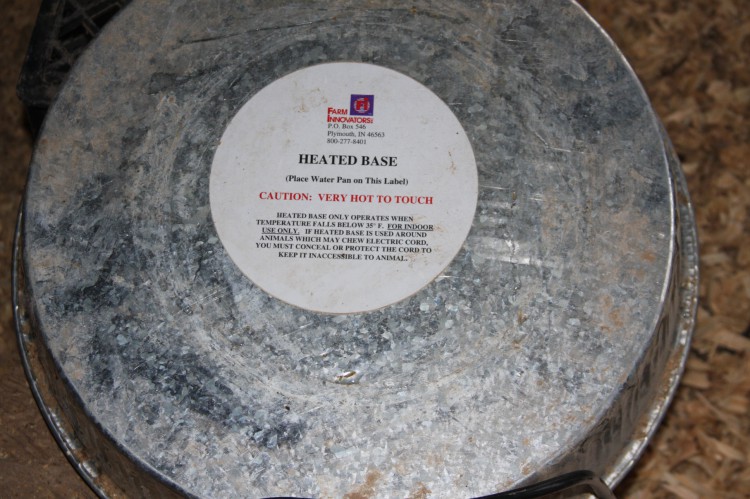 FI
FARM
INNOVATORS INC
P.O. Box 546
Plymouth, IN 46563
800-277-8401
HEATED BASE
(Place Water Pan on This Label)
CAUTION: VERY HOT TO TOUCH
HEATED BASE ONLY OPERATES WHEN
TEMPERATURE FALLS BELOW 35° F. FOR INDOOR
USE ONLY. IF HEATED BASE IS USED AROUND
ANIMALS WHICH MAY CHEW ELECTRIC CORD,
YOU MUST CONCEAL OR PROTECT THE CORD TO
KEEP IT INACCESSIBLE TO ANIMAL.